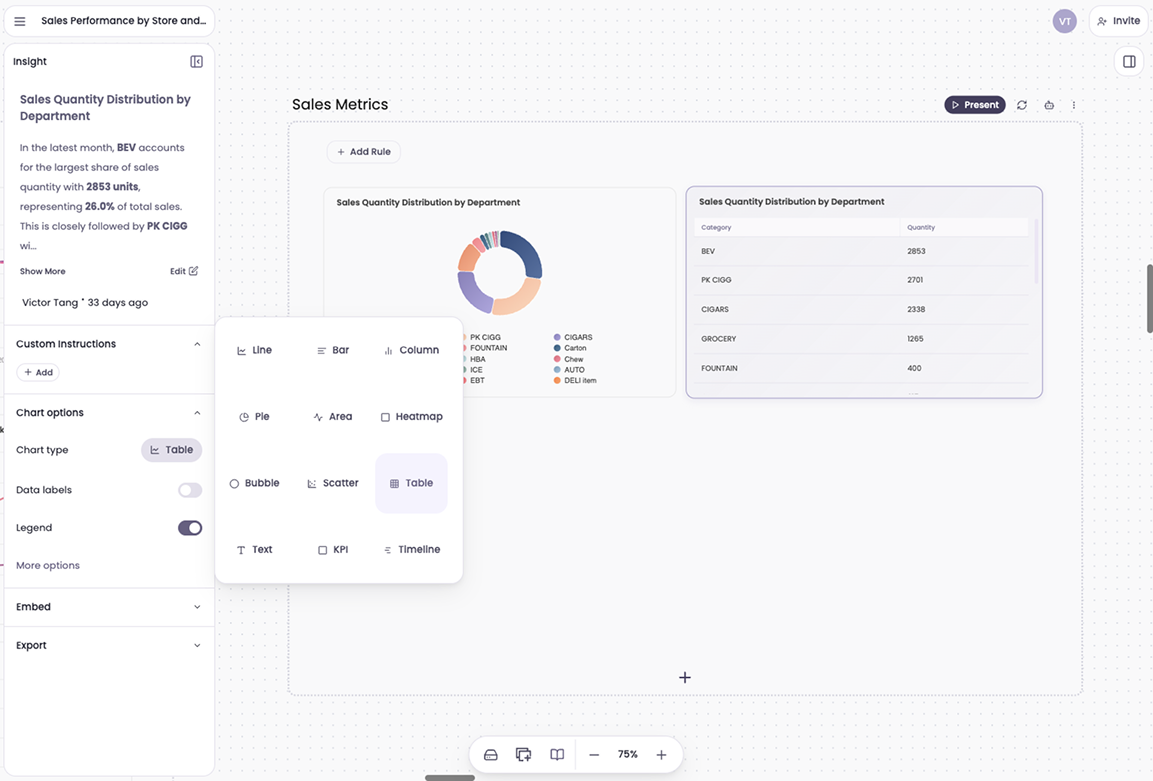 Sales Performance by Store and...
VT
Invite
Insight
Sales Quantity Distribution by
Department
In the latest month, BEV accounts
for the largest share of sales
quantity with 2853 units,
representing 26.0% of total sales.
This is closely followed by PK CIGG
wi...
Show More
Edit
Victor Tang • 33 days ago
Custom Instructions
+ Add
Chart options
Chart type
Table
Data labels
Legend
More options
Embed
Export
Line
Bar
Column
Pie
Area
Heatmap
Bubble
Scatter
Table
Text
KPI
Timeline
Sales Metrics
Present
+ Add Rule
Sales Quantity Distribution by Department
PK CIGG
CIGARS
FOUNTAIN
Carton
HBA
Chew
ICE
AUTO
EBT
DELI item
Sales Quantity Distribution by Department
Category Quantity
BEV 2853
PK CIGG 2701
CIGARS 2338
GROCERY 1265
FOUNTAIN 400
75%